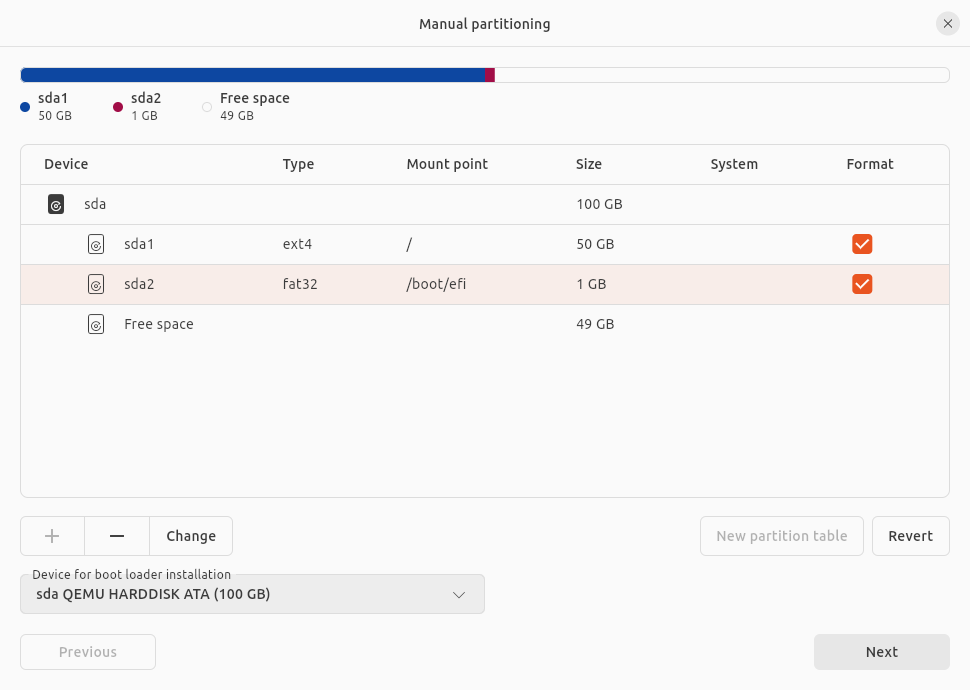 Manual partitioning
sda1 sda2 Free space
50 GB 1 GB 49 GB
Device Type Mount point Size System Format
sda 100 GB
sda1 ext4 / 50 GB
sda2 fat32 /boot/efi 1 GB
Free space 49 GB
Change New partition table Revert
Device for boot loader installation
sda QEMU HARDDISK ATA (100 GB)
Previous Next